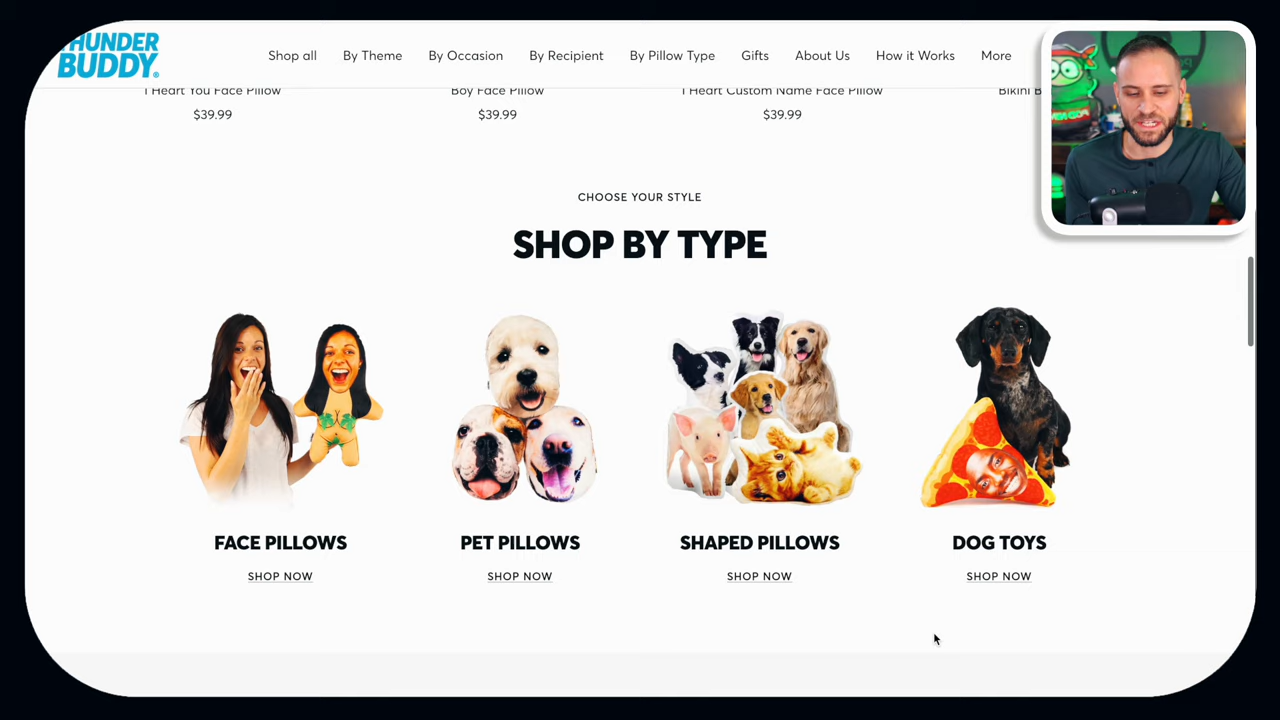 THUNDER
BUDDY®
Shop all
By Theme
By Occasion
By Recipient
By Pillow Type
Gifts
About Us
How it Works
More
I Heart You Face Pillow
Boy Face Pillow
I Heart Custom Name Face Pillow
Bikini
$39.99
$39.99
$39.99
CHOOSE YOUR STYLE
SHOP BY TYPE
FACE PILLOWS
PET PILLOWS
SHAPED PILLOWS
DOG TOYS
SHOP NOW
SHOP NOW
SHOP NOW
SHOP NOW